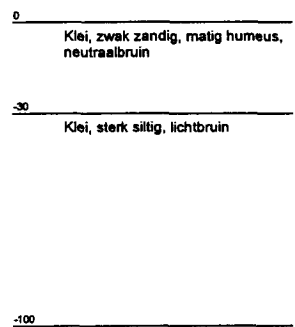 0
Klei, zwak zandig, matig humeus,
neutraalbruin
-30
Klei, sterk siltig, lichtbruin
-100